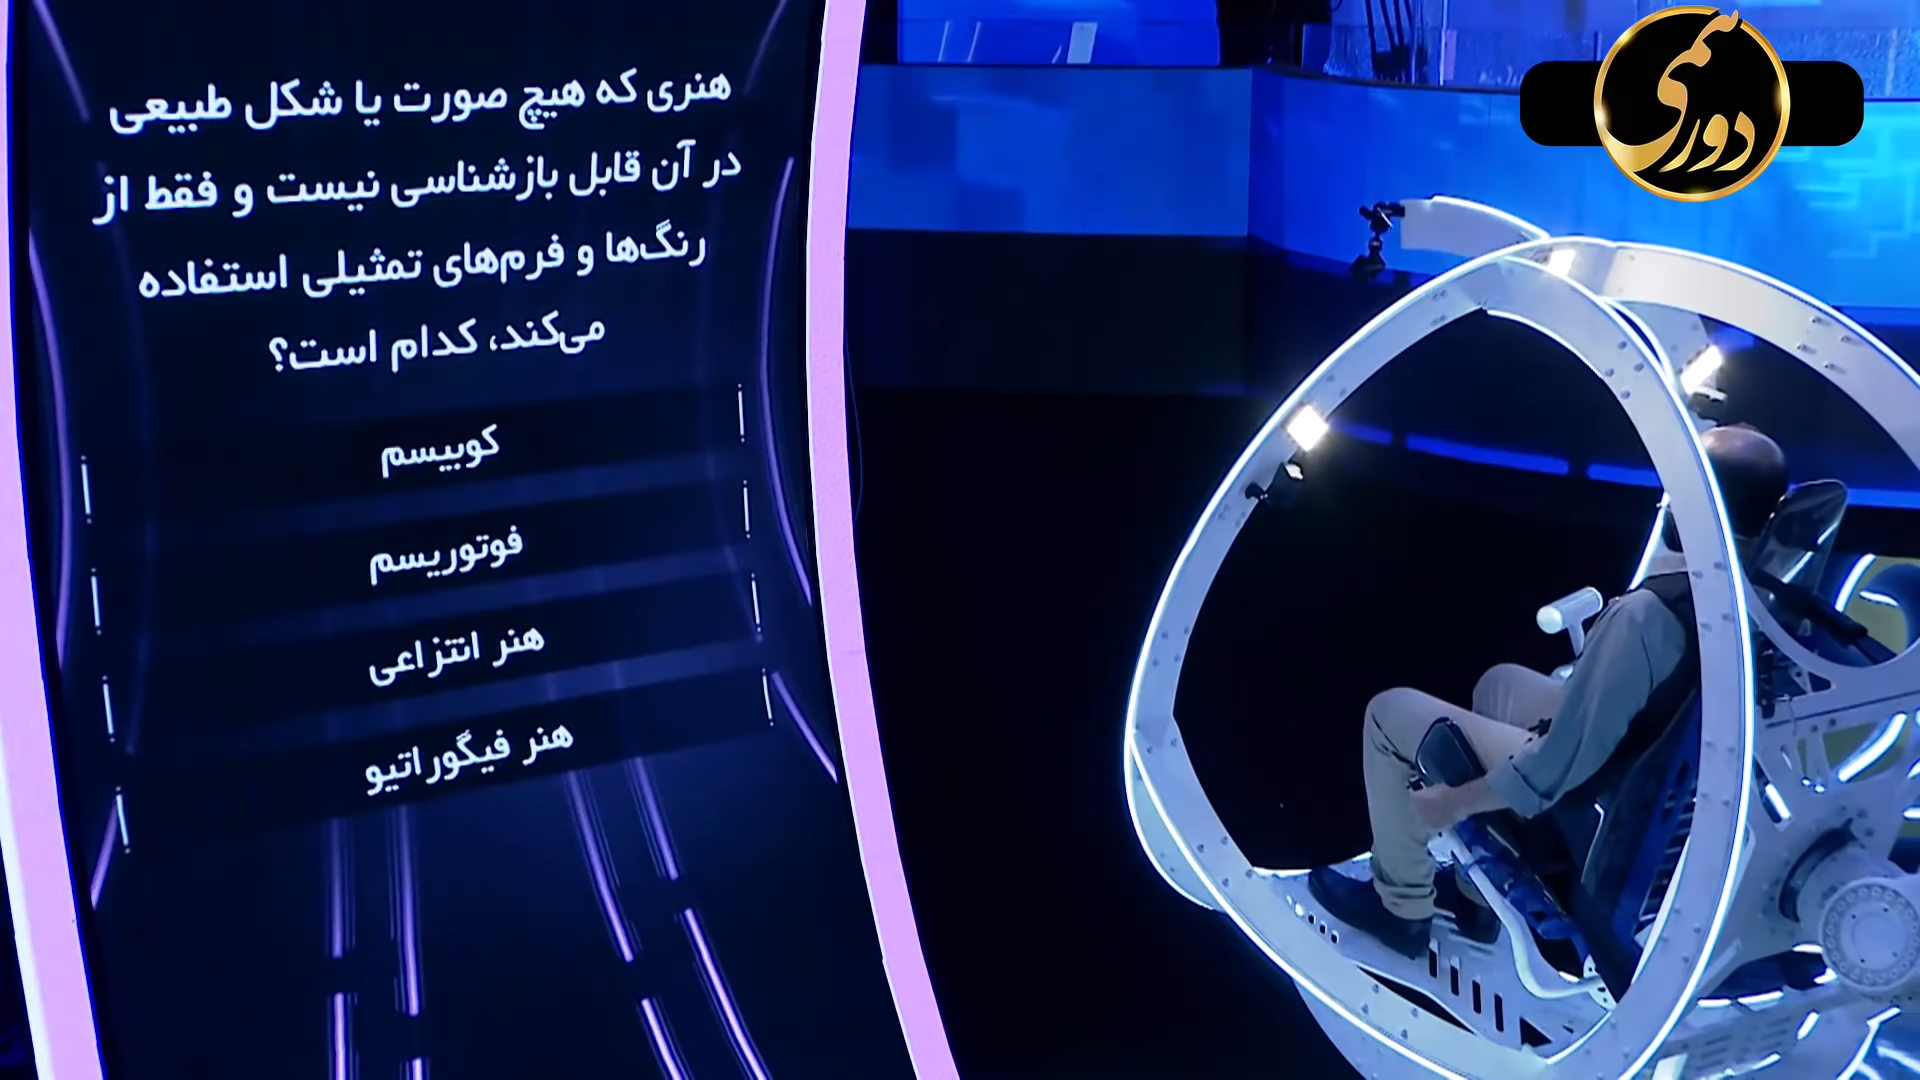 هنری که هیچ صورت یا شکل طبیعی
در آن قابل بازشناسی نیست و فقط از
رنگ‌ها و فرم‌های تمثیلی استفاده
می‌کند، کدام است؟
کوبیسم
فوتوریسم
هنر انتزاعی
هنر فیگوراتیو
دورهمی